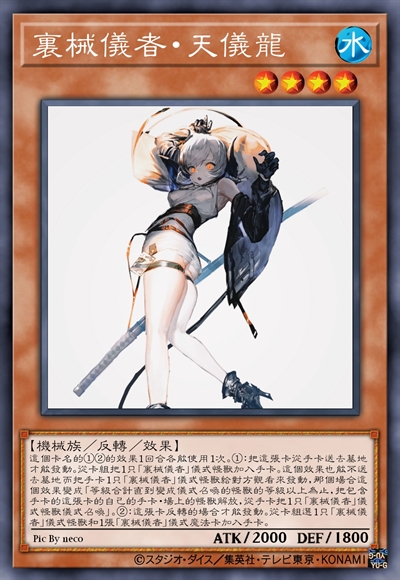 裏械儀者・天儀龍
水
【機械族／反轉／效果】
這個卡名的①②的效果1回合各能使用1次。①：把這張卡從手卡送去墓地
才能發動。從卡組把1只「裏械儀者」儀式怪獸加入手卡。這個效果也能不送
去墓地而把手卡1只「裏械儀者」儀式怪獸給對方觀看來發動，那個場合這
個效果變成「等級合計直到變成儀式召喚的怪獸的等級以上為止，把包含
手卡的這張卡的自己的手卡・場上的怪獸解放，從手卡把1只儀式怪獸儀式
召喚」。②：這張卡反轉的場合才能發動。從卡組選1只「裏械儀
者」儀式怪獸和1張「裏械儀者」儀式魔法卡加入手卡。
Pic By neco
ATK/2000 DEF/1800
©スタジオ・ダイス／集英社・テレビ東京・KONAMI